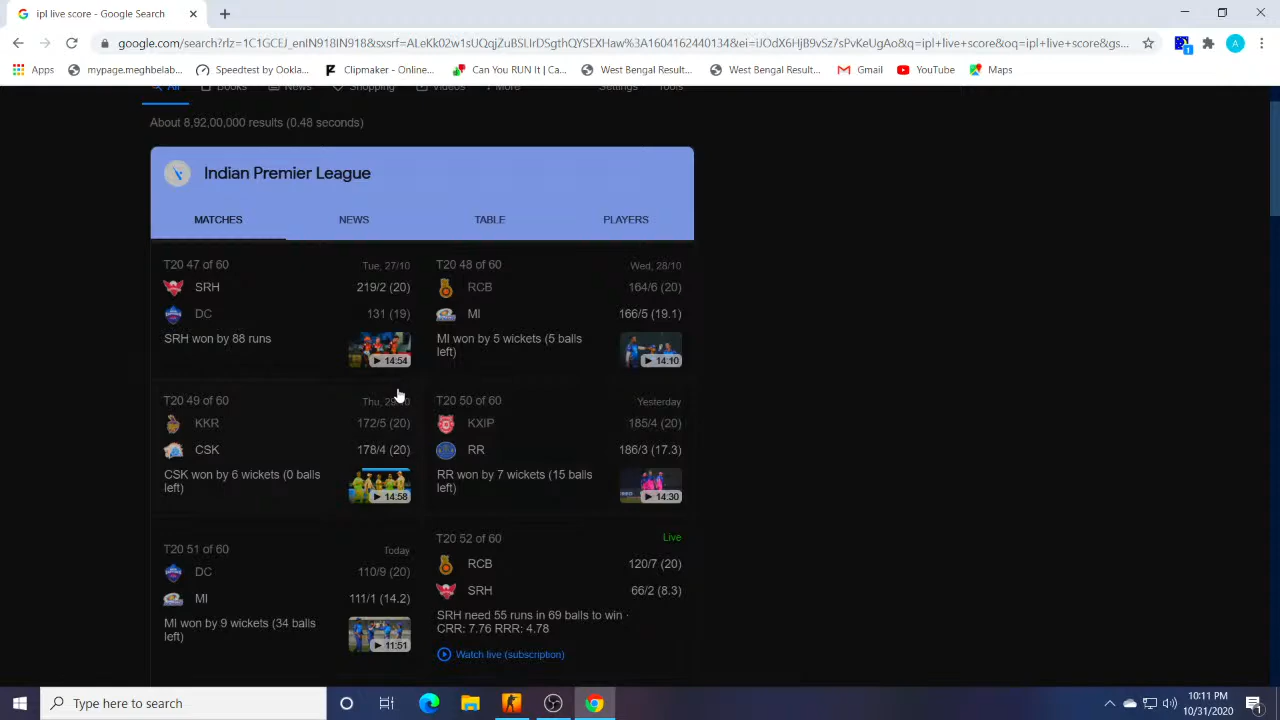 ipl live score - Google Search
google.com/search?rlz=1C1GCEJ_enIN918IN918&sxsrf=
&q=ipl+live+score&oq=ipl+live+score&gs...
A
Apps
mypage.meghbelab...
Speedtest by Ookla...
Clipmaker - Online...
Can You RUN It | Ca...
West Bengal Result...
West Bengal Result...
Gmail
YouTube
Maps
All
Books
News
Shopping
Videos
More
Settings
Tools
About 8,92,00,000 results (0.48 seconds)
Indian Premier League
MATCHES
NEWS
TABLE
PLAYERS
T20 47 of 60
Tue, 27/10
SRH 219/2 (20)
DC 131 (19)
SRH won by 88 runs
14:54
T20 48 of 60
Wed, 28/10
RCB 164/6 (20)
MI 166/5 (19.1)
MI won by 5 wickets (5 balls
left)
14:10
T20 49 of 60
Thu,
KKR 172/5 (20)
CSK 178/4 (20)
CSK won by 6 wickets (0 balls
left)
14:58
T20 50 of 60
Yesterday
KXIP 185/4 (20)
RR 186/3 (17.3)
RR won by 7 wickets (15 balls
left)
14:30
T20 51 of 60
Today
DC 110/9 (20)
MI 111/1 (14.2)
MI won by 9 wickets (34 balls
left)
11:51
T20 52 of 60
Live
RCB 120/7 (20)
SRH 66/2 (8.3)
SRH need 55 runs in 69 balls to win ·
CRR: 7.76 RRR: 4.78
Watch live (subscription)
Type here to search
10:11 PM
10/31/2020
1